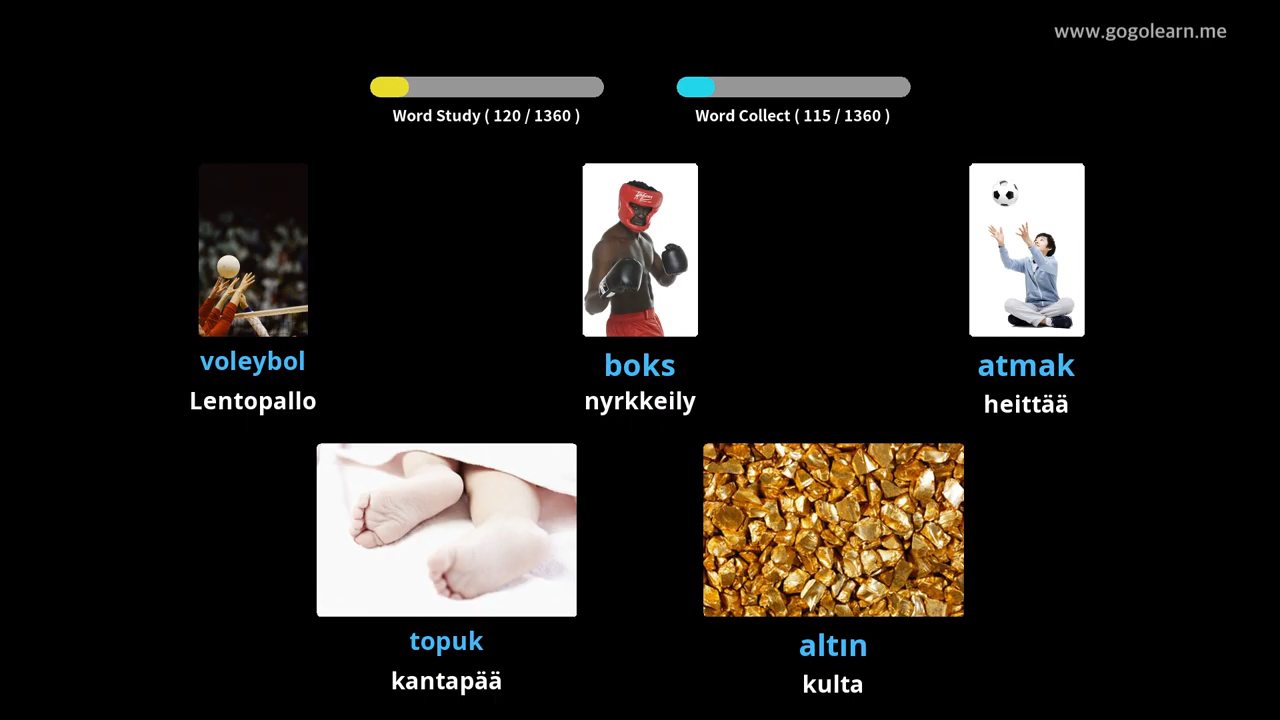 www.gogolearn.me
Word Study ( 120 / 1360 )
Word Collect ( 115 / 1360 )
voleybol
Lentopallo
boks
nyrkkeily
atmak
heittää
topuk
kantapää
altın
kulta